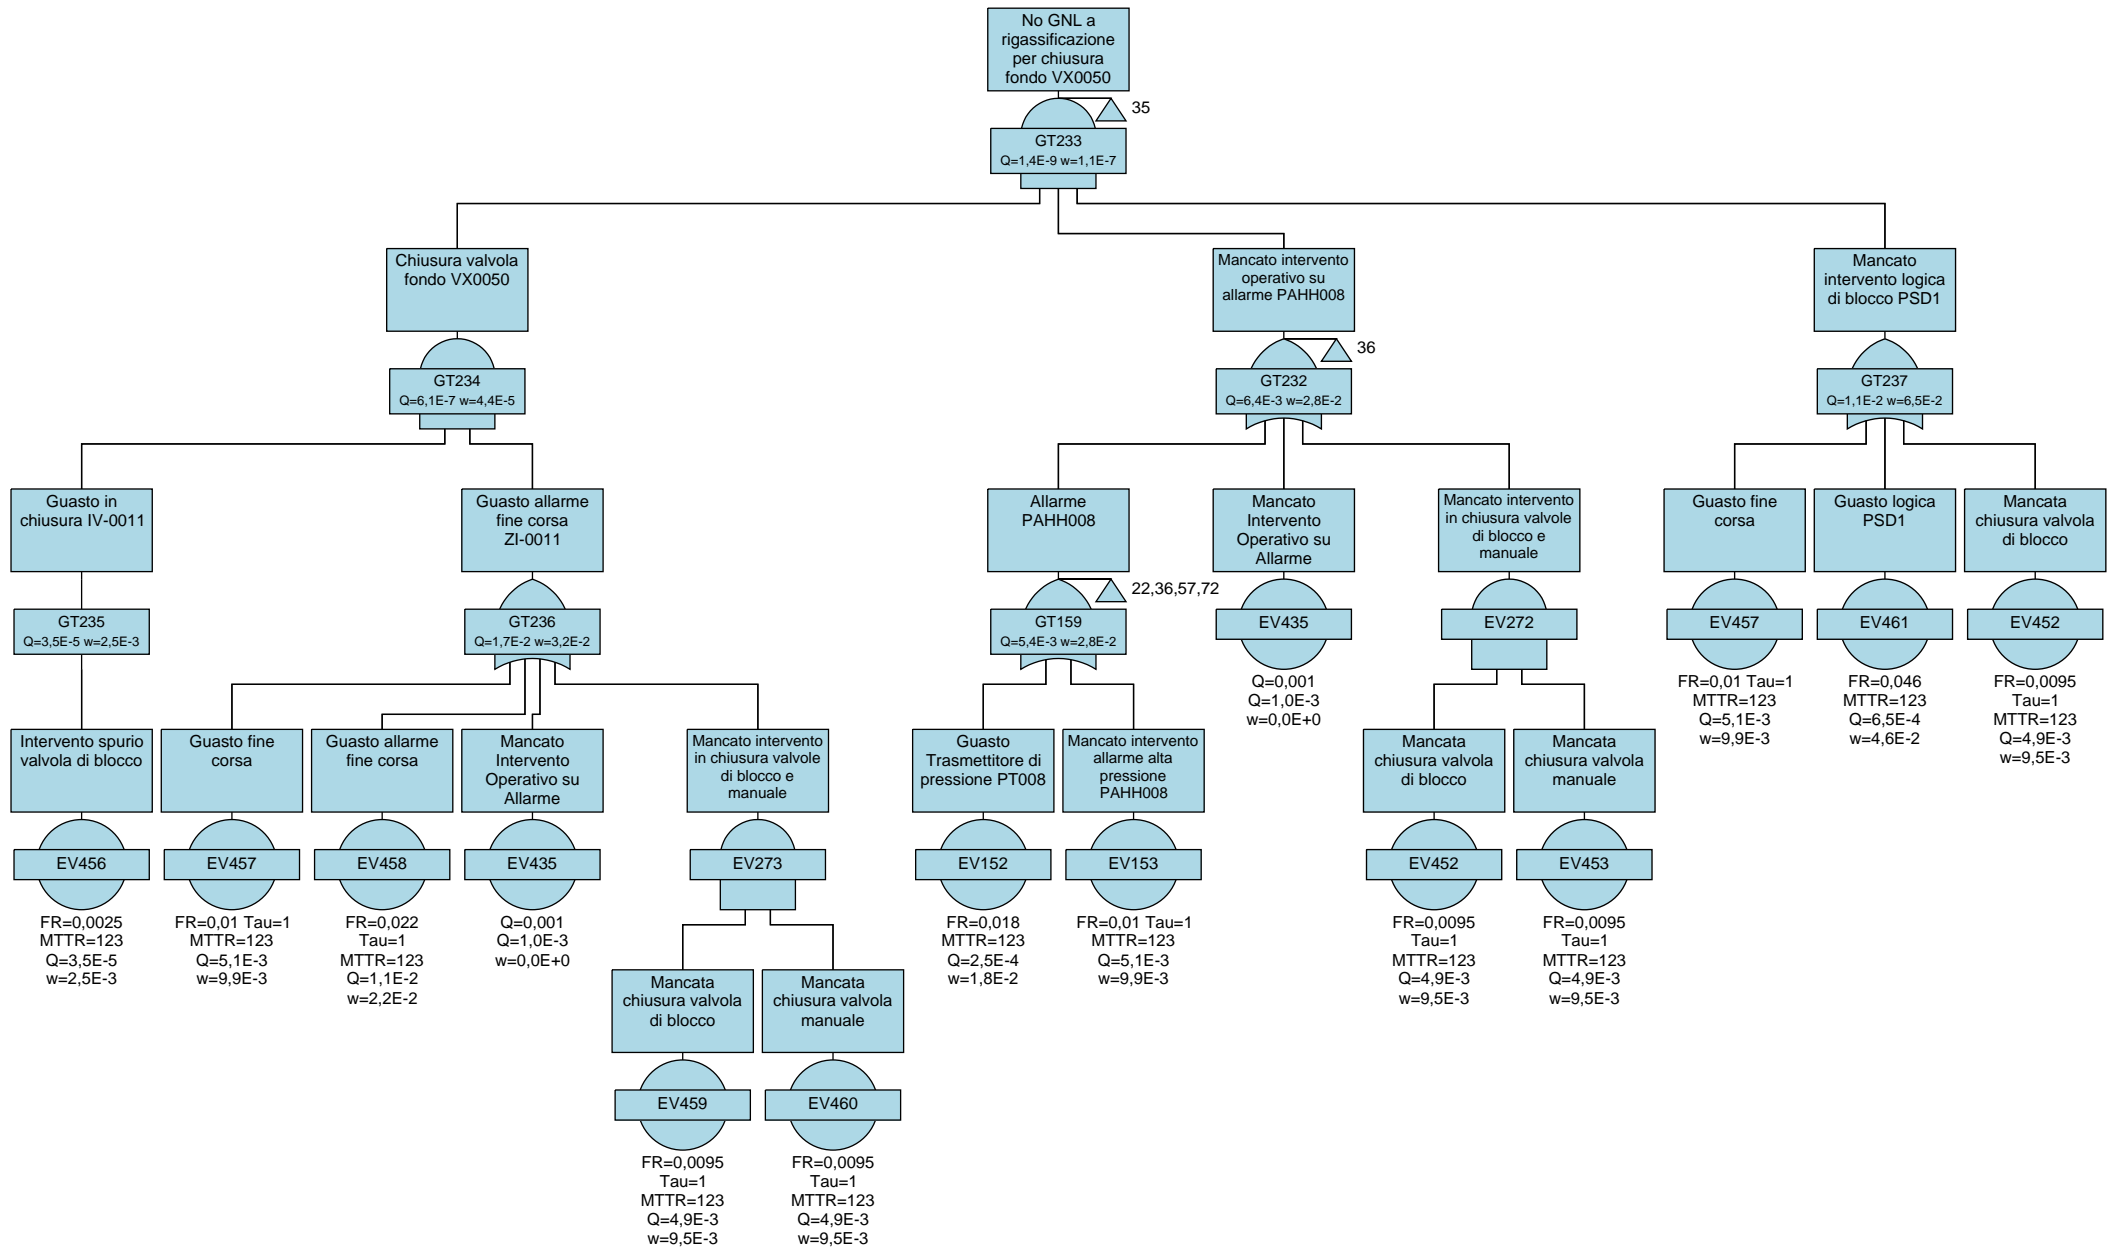 No GNL a
rigassificazione
per chiusura
fondo VX0050
35
GT233
Q=1,4E-9 w=1,1E-7
Chiusura valvola
fondo VX0050
GT234
Q=6,1E-7 w=4,4E-5
Mancato intervento
operativo su
allarme PAHH008
36
GT232
Q=6,4E-3 w=2,8E-2
Mancato
intervento logica
di blocco PSD1
GT237
Q=1,1E-2 w=6,5E-2
Guasto in
chiusura IV-0011
GT235
Q=3,5E-5 w=2,5E-3
Guasto allarme
fine corsa
ZI-0011
GT236
Q=1,7E-2 w=3,2E-2
Allarme
PAHH008
22,36,57,72
GT159
Q=5,4E-3 w=2,8E-2
Mancato
Intervento
Operativo su
Allarme
EV435
Q=0,001
Q=1,0E-3
w=0,0E+0
Mancato intervento
in chiusura valvole
di blocco e
manuale
EV272
Guasto fine
corsa
EV457
FR=0,01 Tau=1
MTTR=123
Q=5,1E-3
w=9,9E-3
Guasto logica
PSD1
EV461
FR=0,046
MTTR=123
Q=6,5E-4
w=4,6E-2
Mancata
chiusura valvola
di blocco
EV452
FR=0,0095
Tau=1
MTTR=123
Q=4,9E-3
w=9,5E-3
Intervento spurio
valvola di blocco
EV456
FR=0,0025
MTTR=123
Q=3,5E-5
w=2,5E-3
Guasto fine
corsa
EV457
FR=0,01 Tau=1
MTTR=123
Q=5,1E-3
w=9,9E-3
Guasto allarme
fine corsa
EV458
FR=0,022
Tau=1
MTTR=123
Q=1,1E-2
w=2,2E-2
Mancato
Intervento
Operativo su
Allarme
EV435
Q=0,001
Q=1,0E-3
w=0,0E+0
Mancato intervento
in chiusura valvole
di blocco e
manuale
EV273
Guasto
Trasmettitore di
pressione PT008
EV152
FR=0,018
MTTR=123
Q=2,5E-4
w=1,8E-2
Mancato intervento
allarme alta
pressione
PAHH008
EV153
FR=0,01 Tau=1
MTTR=123
Q=5,1E-3
w=9,9E-3
Mancata
chiusura valvola
di blocco
EV452
FR=0,0095
Tau=1
MTTR=123
Q=4,9E-3
w=9,5E-3
Mancata
chiusura valvola
manuale
EV453
FR=0,0095
Tau=1
MTTR=123
Q=4,9E-3
w=9,5E-3
Mancata
chiusura valvola
di blocco
EV459
FR=0,0095
Tau=1
MTTR=123
Q=4,9E-3
w=9,5E-3
Mancata
chiusura valvola
manuale
EV460
FR=0,0095
Tau=1
MTTR=123
Q=4,9E-3
w=9,5E-3